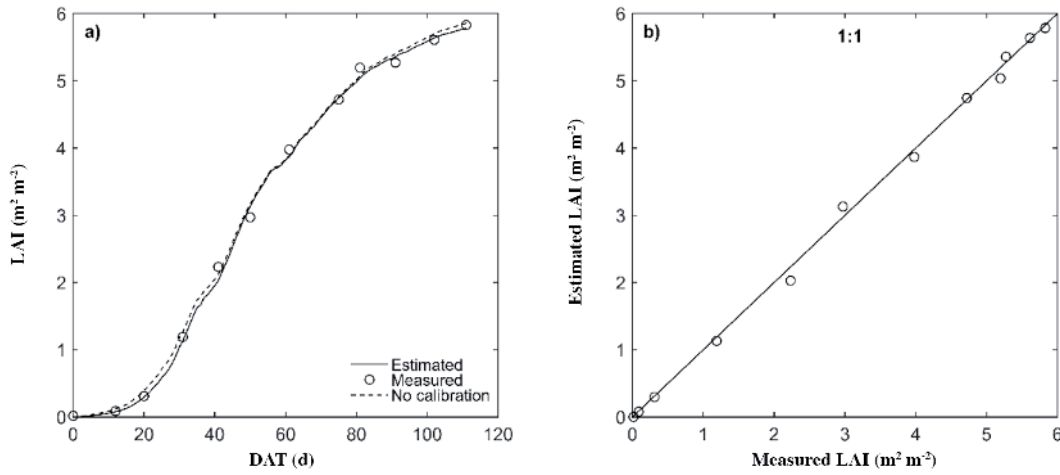 a)
LAI (m² m⁻²)
6
5
4
3
2
1
0
0 20 40 60 80 100 120
DAT (d)
Estimated
Measured
No calibration
b)
1:1
Estimated LAI (m² m⁻²)
6
5
4
3
2
1
0
0 1 2 3 4 5 6
Measured LAI (m² m⁻²)